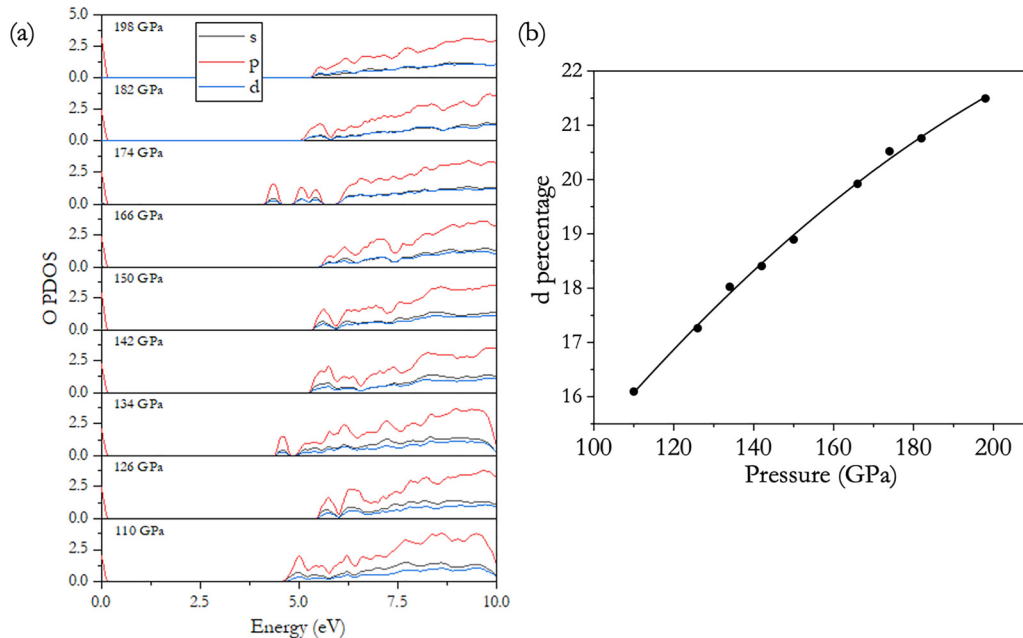 (a)
5.0
198 GPa
s
p
d
2.5
0.0
182 GPa
2.5
0.0
174 GPa
2.5
0.0
166 GPa
2.5
0.0
150 GPa
2.5
0.0
142 GPa
2.5
0.0
134 GPa
2.5
0.0
126 GPa
2.5
0.0
110 GPa
2.5
0.0
0.0 2.5 5.0 7.5 10.0
Energy (eV)
O PDOS
(b)
22
21
20
19
18
17
16
100 120 140 160 180 200
Pressure (GPa)
d percentage